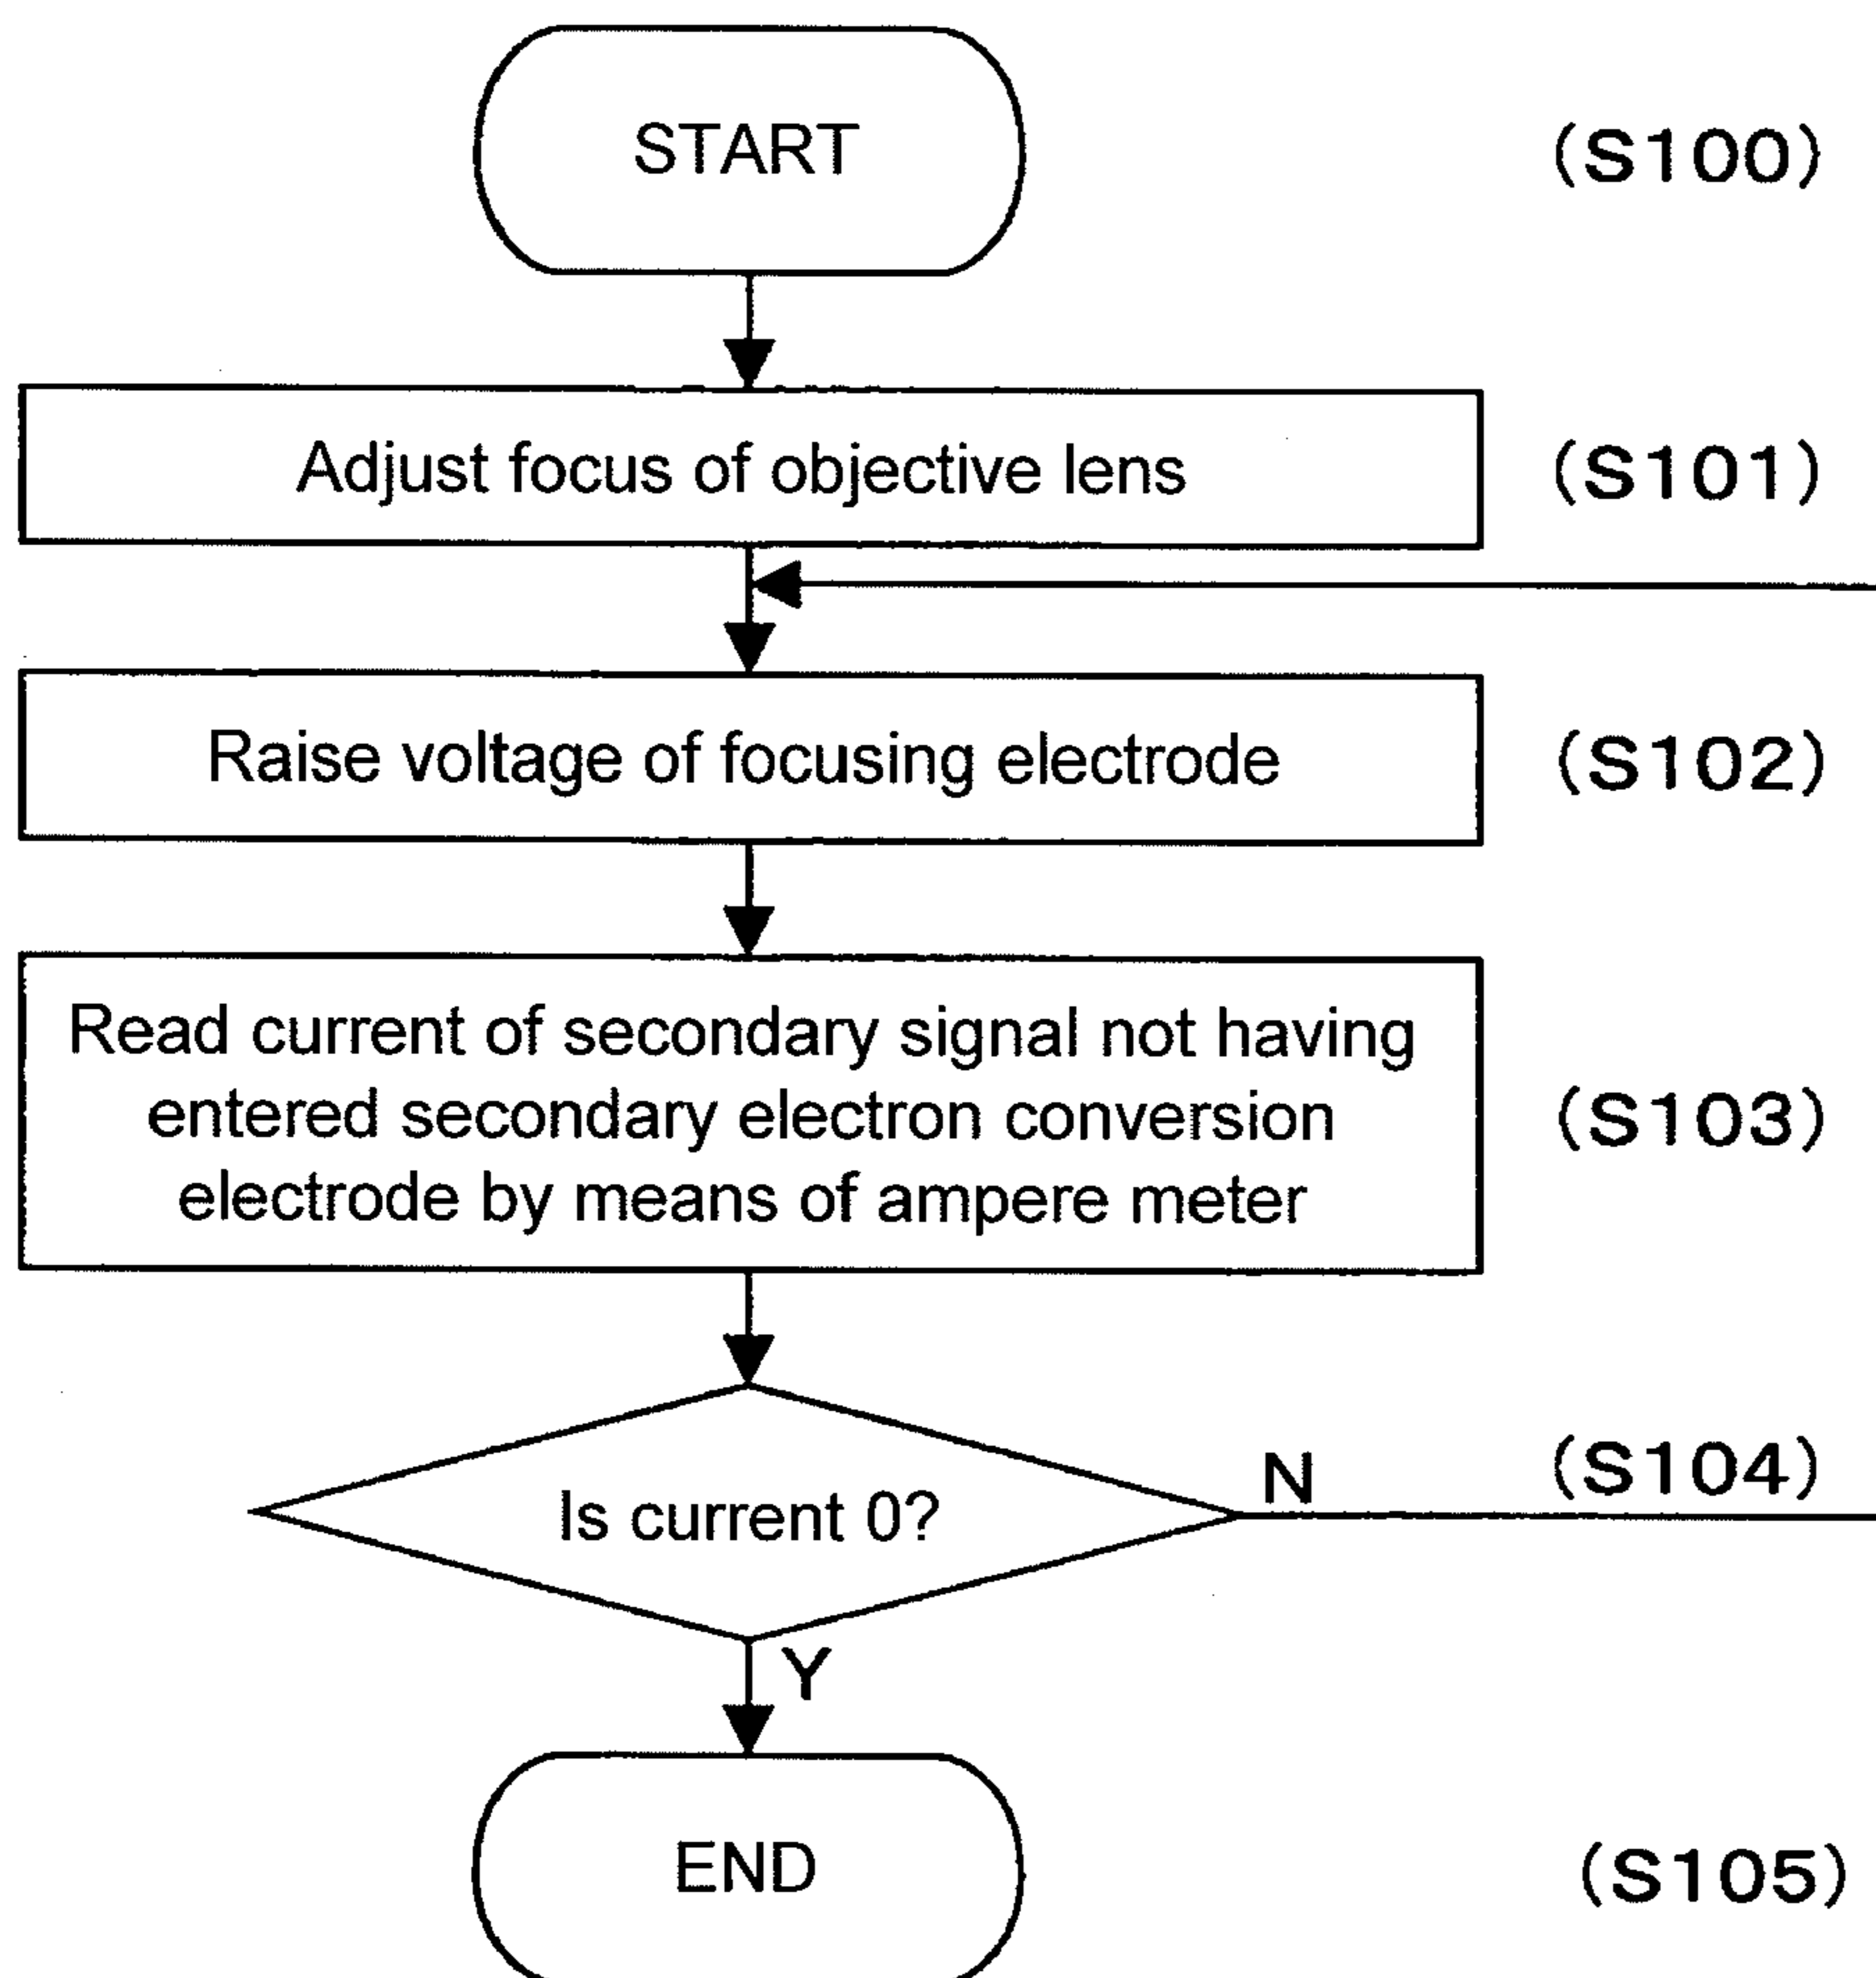 START
(S100)
Adjust focus of objective lens
(S101)
Raise voltage of focusing electrode
(S102)
Read current of secondary signal not having
entered secondary electron conversion
electrode by means of ampere meter
(S103)
Is current 0?
N
(S104)
Y
END
(S105)